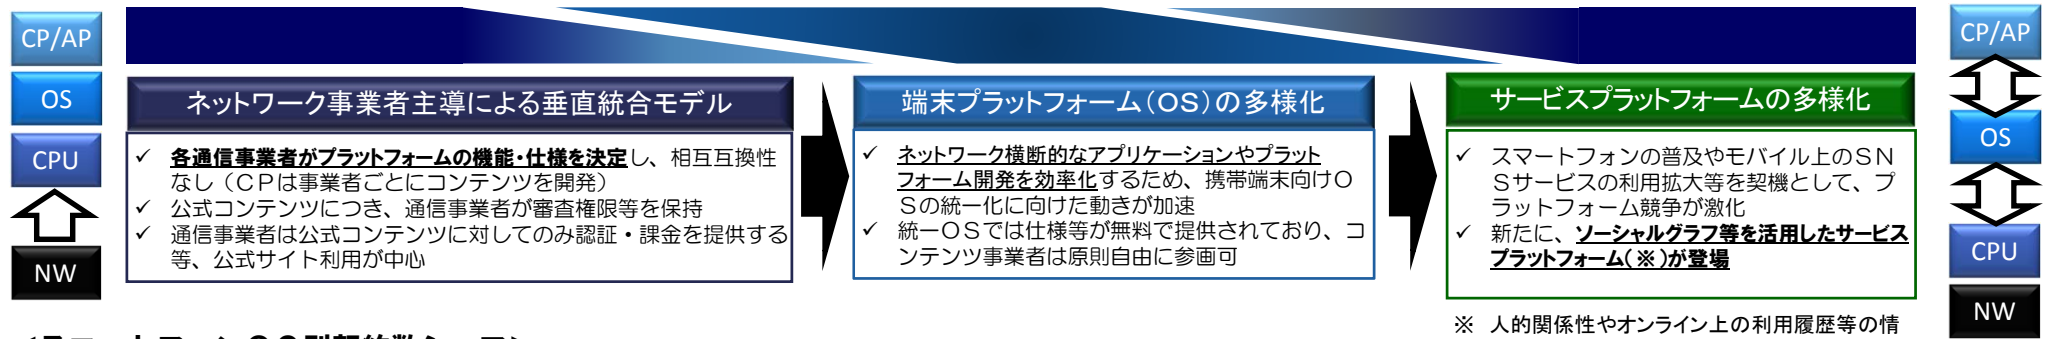 CP/AP
OS
CPU
NW
ネットワーク事業者主導による垂直統合モデル
✓ 各通信事業者がプラットフォームの機能・仕様を決定し、相互互換性
なし（ＣＰは事業者ごとにコンテンツを開発）
✓ 公式コンテンツにつき、通信事業者が審査権限等を保持
✓ 通信事業者は公式コンテンツに対してのみ認証・課金を提供する
等、公式サイト利用が中心
端末プラットフォーム（ＯＳ）の多様化
✓ ネットワーク横断的なアプリケーションやプラット
フォーム開発を効率化するため、携帯端末向けＯ
Ｓの統一化に向けた動きが加速
✓ 統一ＯＳでは仕様等が無料で提供されており、コ
ンテンツ事業者は原則自由に参画可
サービスプラットフォームの多様化
✓ スマートフォンの普及やモバイル上のＳＮ
Ｓサービスの利用拡大等を契機として、プ
ラットフォーム競争が激化
✓ 新たに、ソーシャルグラフ等を活用したサービス
プラットフォーム（※）が登場
※ 人的関係性やオンライン上の利用履歴等の情
CP/AP
OS
CPU
NW